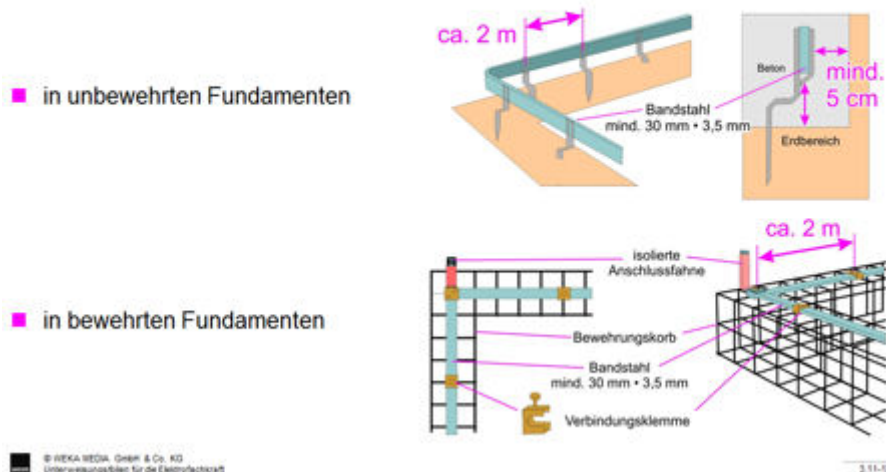 in unbewehrten Fundamenten
ca. 2 m
Bandstahl
mind. 30 mm • 3,5 mm
Beton
mind.
5 cm
Erdbereich
in bewehrten Fundamenten
isolierte
Anschlussfahne
Bewehrungskorb
Bandstahl
mind. 30 mm • 3,5 mm
Verbindungsklemme
ca. 2 m
© WEKA MEDIA GmbH & Co. KG
Unterweisungsfolien für die Elektrofachkraft